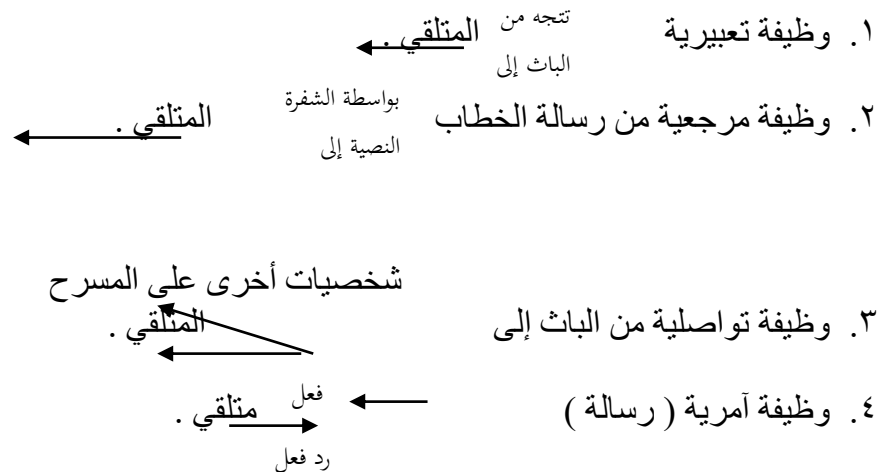 ١. وظيفة تعبيرية تتجه من الباث إلى المتلقي .
٢. وظيفة مرجعية من رسالة الخطاب بواسطة الشفرة النصية إلى المتلقي .
شخصيات أخرى على المسرح
٣. وظيفة تواصلية من الباث إلى المتلقي .
٤. وظيفة آمرية ( رسالة ) فعل متلقي .
رد فعل